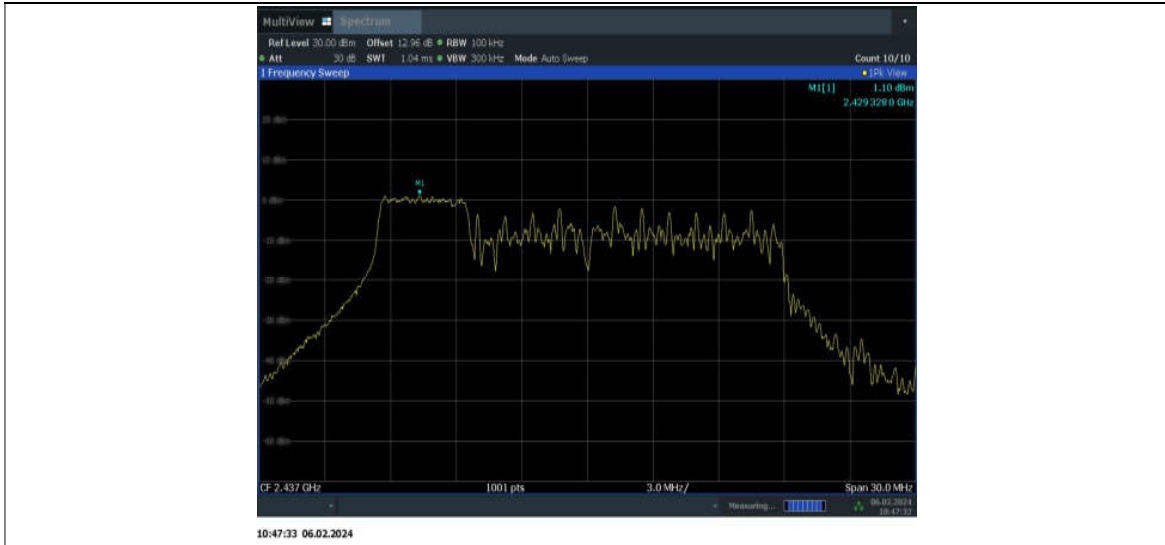 MultiView Spectrum
Ref Level 30.00 dBm Offset 12.96 dB RBW 100 kHz
Att 30 dB SWT 1.04 ms VBW 300 kHz Mode Auto Sweep Count 10/10
1 Frequency Sweep 1Pk View
M1[1] 1.10 dBm
2.4293280 GHz
M1
0 dBm
CF 2.437 GHz 1001 pts 3.0 MHz/ Span 30.0 MHz
Measuring... 06.02.2024
10:47:32
10:47:33 06.02.2024